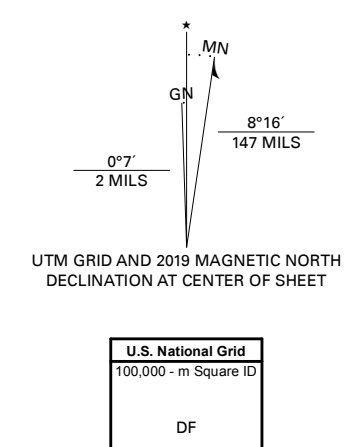 ★
MN
GN
8°16´
147 MILS
0°7´
2 MILS
UTM GRID AND 2019 MAGNETIC NORTH
DECLINATION AT CENTER OF SHEET
U.S. National Grid
100,000 - m Square ID
DF